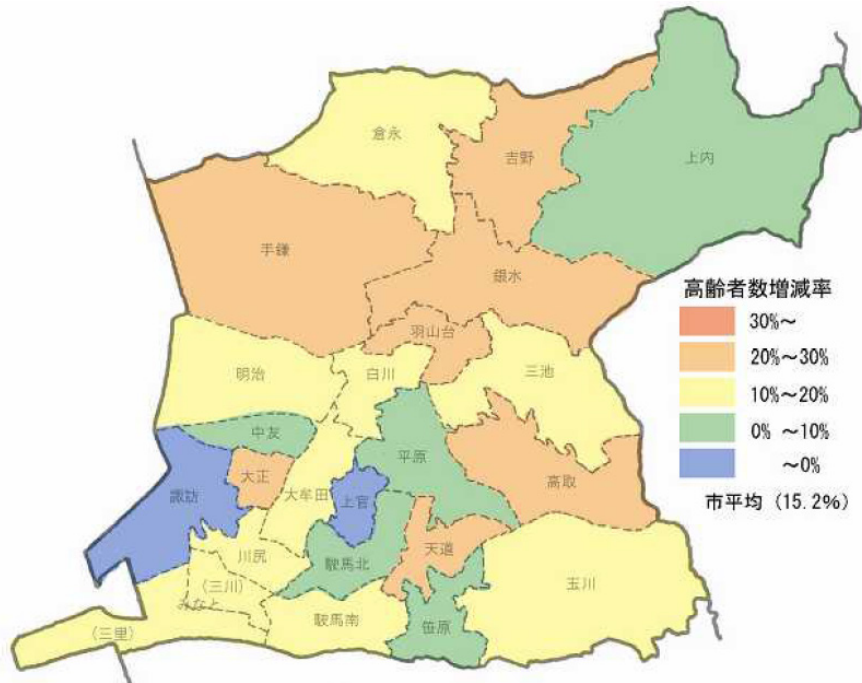 倉永
吉野
上内
手鎌
銀水
羽山台
高齢者数増減率
30%～
20%～30%
10%～20%
0% ～10%
～0%
市平均 (15.2%)
明治
白川
三池
中友
平原
大正
大牟田
上官
高取
諏訪
川尻
駛馬北
天道
玉川
(三川)
みなと
(三里)
駛馬南
笹原